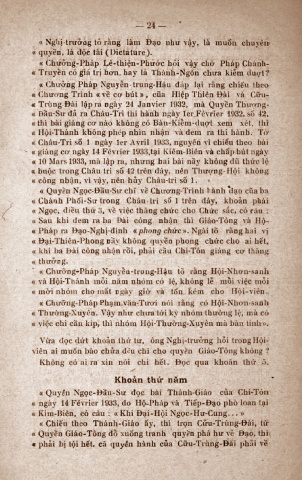 — 24 —
« Nghị-trưởng tỏ rằng làm Đạo như vậy, là muốn chuyên-
quyền, là độc tài (Dictature).
« Chưởng-Pháp Lê-thiện-Phước hỏi vậy chớ Pháp Chánh-
Truyền có giá trị hơn, hay là Thánh-Ngôn chưa kiểm duợt ?
« Chưởng Pháp Nguyễn-trung-Hậu đáp lại rằng chiếu theo
« Chương Trình « về cơ bút » , của Hiệp Thiên Đài và Cửu-
Trùng Đài lập ra ngày 24 Janvier 1932, mà Quyền Thượng-
« Đầu-Sư đã ra Châu-Tri thi hành ngày 1er Février 1932, số 42,
« thì bài giáng cơ nào không có Ban-Kiểm-duợt xem xét, thì
« Hội-Thánh không phép nhìn nhận và đem ra thi hành. Tờ
« Châu-Tri số 1 ngày 1er Avril 1933, nguyên vì chiếu theo bài
« giáng cơ ngày 14 Février 1933, tại Kiêm-Biên và chấp bút ngày
« 10 Mars 1933, mà lập ra, nhưng hai bài nầy không đủ thức lệ
« buộc trong Châu tri số 42 trên đây, nên Thượng-Hội không
« công nhận, vì vậy, nên hủy Châu-tri số 1.
« Quyền Ngọc-Đầu-Sư chỉ về Chương-Trình hành Đạo của ba
« Chánh Phối-Sư trong Châu-tri số 1 trên đây, khoản phái
« Ngọc, điều thứ 3, về việc thăng chức cho Chức sắc, có câu :
« Sau khi đem ra ba Đài công nhận thì Giáo-Tông và Hộ-
« Pháp ra Đạo-Nghị-định « phong chức ». Ngài tỏ rằng hai vị
« Đại-Thiên-Phong nầy không quyền phong chức cho ai hết,
« khi ba Đài công nhận rồi, phải cầu Chí-Tôn giáng cơ thăng
« thưởng.
« Chưởng-Pháp Nguyễn-trung-Hậu tỏ rằng Hội-Nhơn-sanh
« và Hội-Thánh mỗi năm nhóm có lệ, không lẽ mỗi việc mỗi
« mời nhóm cho mất ngày giờ và tốn kém cho Hội-viên.
« Chưởng-Pháp Phạm-văn-Tươi nói rằng có Hội-Nhơn-sanh
« Thường-Xuyên. Vậy như chưa tới kỳ nhóm thường lệ, mà có
« việc chi cần kíp, thì nhóm Hội-Thường-Xuyên mà bàn tính ».
Vừa đọc dứt khoản thứ tư, ông Nghị-trưởng hỏi trong Hội-
viên ai muốn bào chữa đều chi cho quyền Giáo-Tông không ?
Không có ai ra xin nói chi hết. Đọc qua khoản thứ 5.
Khoản thứ năm
« Quyền Ngọc-Đầu-Sư đọc bài Thánh-Giáo của Chí-Tôn
« ngày 14 Février 1933, do Hộ-Pháp và Tiếp-Đạo phò loan tại
« Kim-Biên, có câu : « Khi Đại-Hội Ngọc-Hư-Cung... »
« Chiếu theo Thánh-Giáo ấy, thì trọn Cửu-Trùng-Đài, từ
« Quyền Giáo-Tông đổ xuống tranh quyền phá hư về Đạo, thì
« phải bị tội hết, cả quyền hành của Cửu-Trùng-Đài phải về